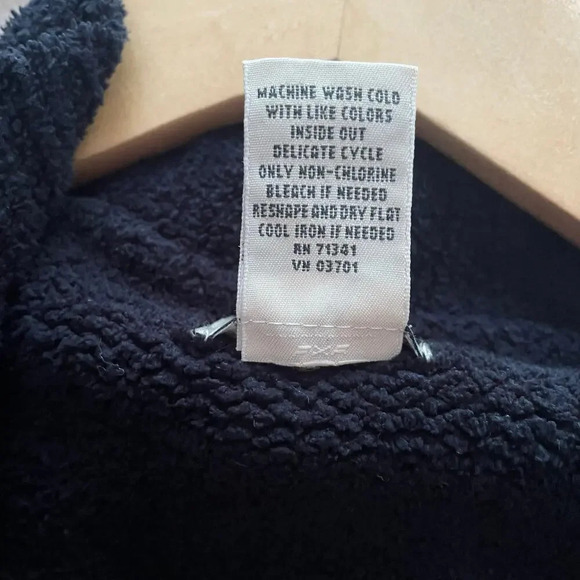 MACHINE WASH COLD
WITH LIKE COLORS
INSIDE OUT
DELICATE CYCLE
ONLY NON-CHLORINE
BLEACH IF NEEDED
RESHAPE AND DRY FLAT
COOL IRON IF NEEDED
RN 71341
VN 03701